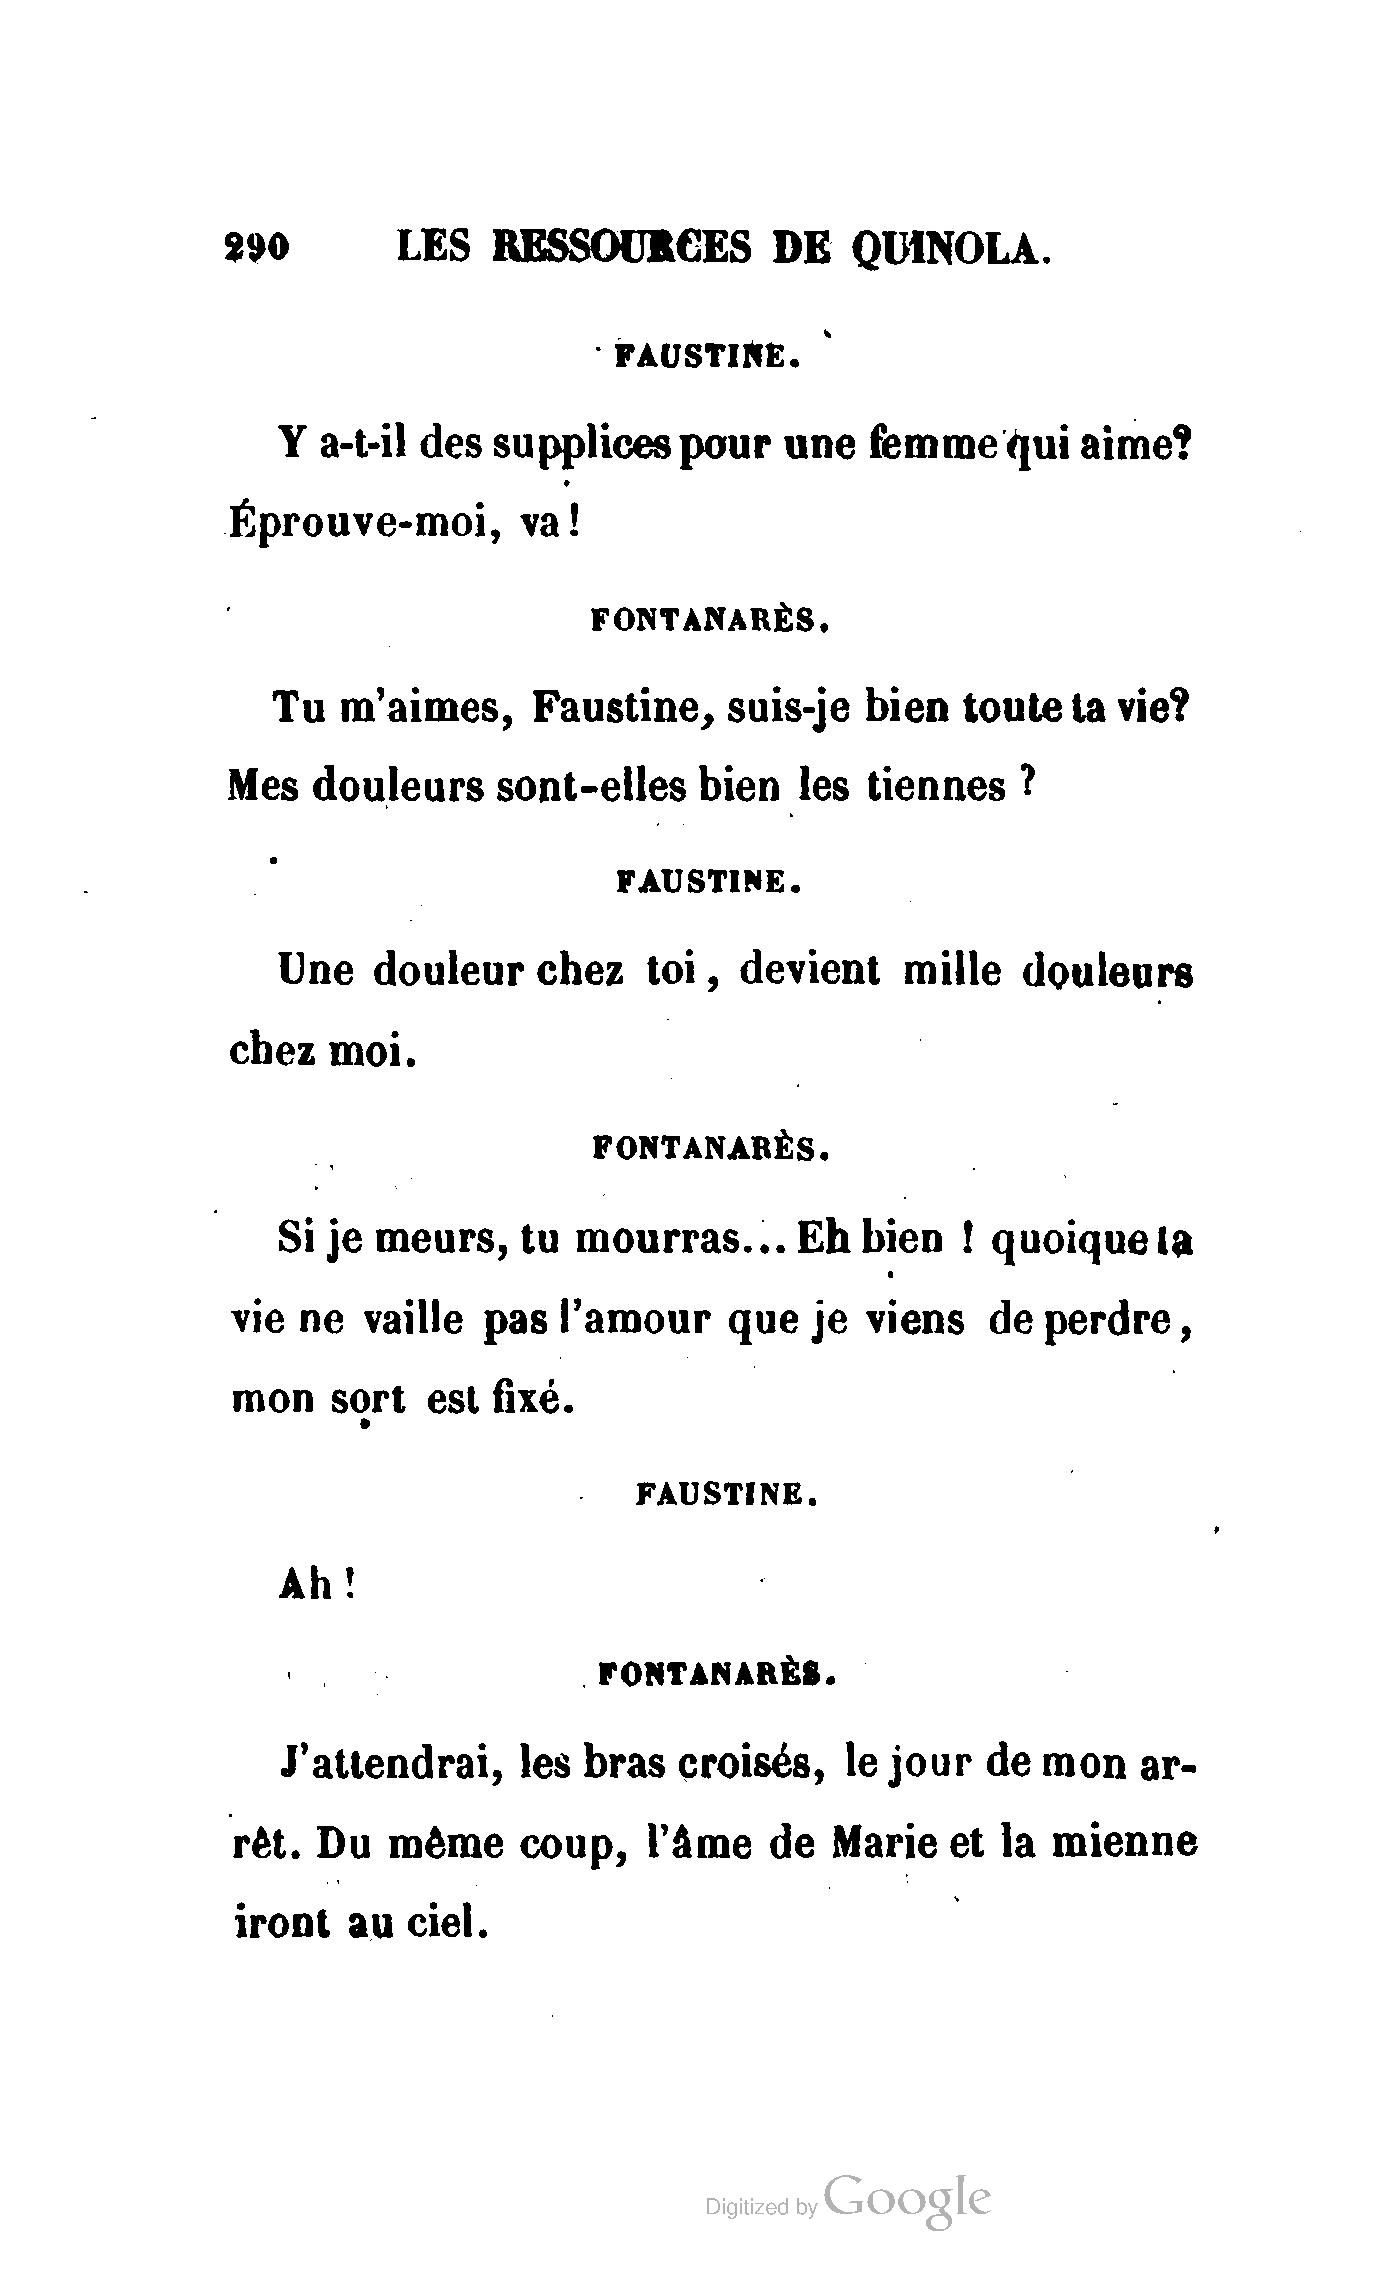 290 LES RESSOURCES DE QUINOLA.
FAUSTINE.
Y a-t-il des supplices pour une femme qui aime?
Éprouve-moi, va !
FONTANARÈS.
Tu m'aimes, Faustine, suis-je bien toute ta vie?
Mes douleurs sont-elles bien les tiennes ?
FAUSTINE.
Une douleur chez toi, devient mille douleurs
chez moi.
FONTANARÈS.
Si je meurs, tu mourras... Eh bien ! quoique ta
vie ne vaille pas l'amour que je viens de perdre,
mon sort est fixé.
FAUSTINE.
Ah !
FONTANARÈS.
J'attendrai, les bras croisés, le jour de mon ar-
rêt. Du même coup, l'âme de Marie et la mienne
iront au ciel.
Digitized by Google